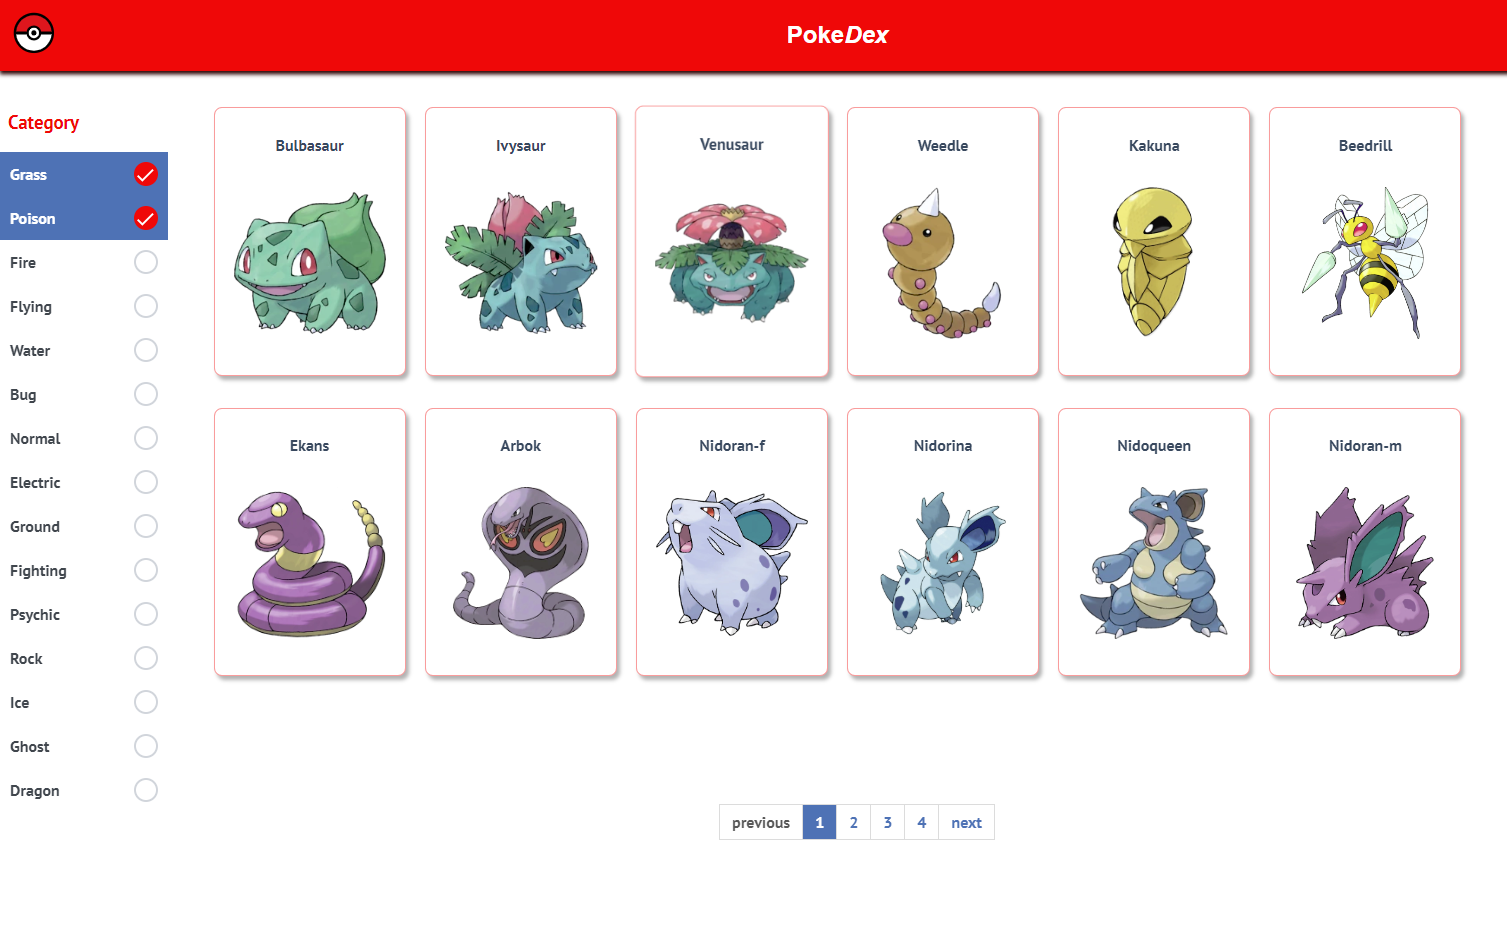 PokeDex
Category
Grass
Poison
Fire
Flying
Water
Bug
Normal
Electric
Ground
Fighting
Psychic
Rock
Ice
Ghost
Dragon
Bulbasaur
Ivysaur
Venusaur
Weedle
Kakuna
Beedrill
Ekans
Arbok
Nidoran-f
Nidorina
Nidoqueen
Nidoran-m
previous 1 2 3 4 next